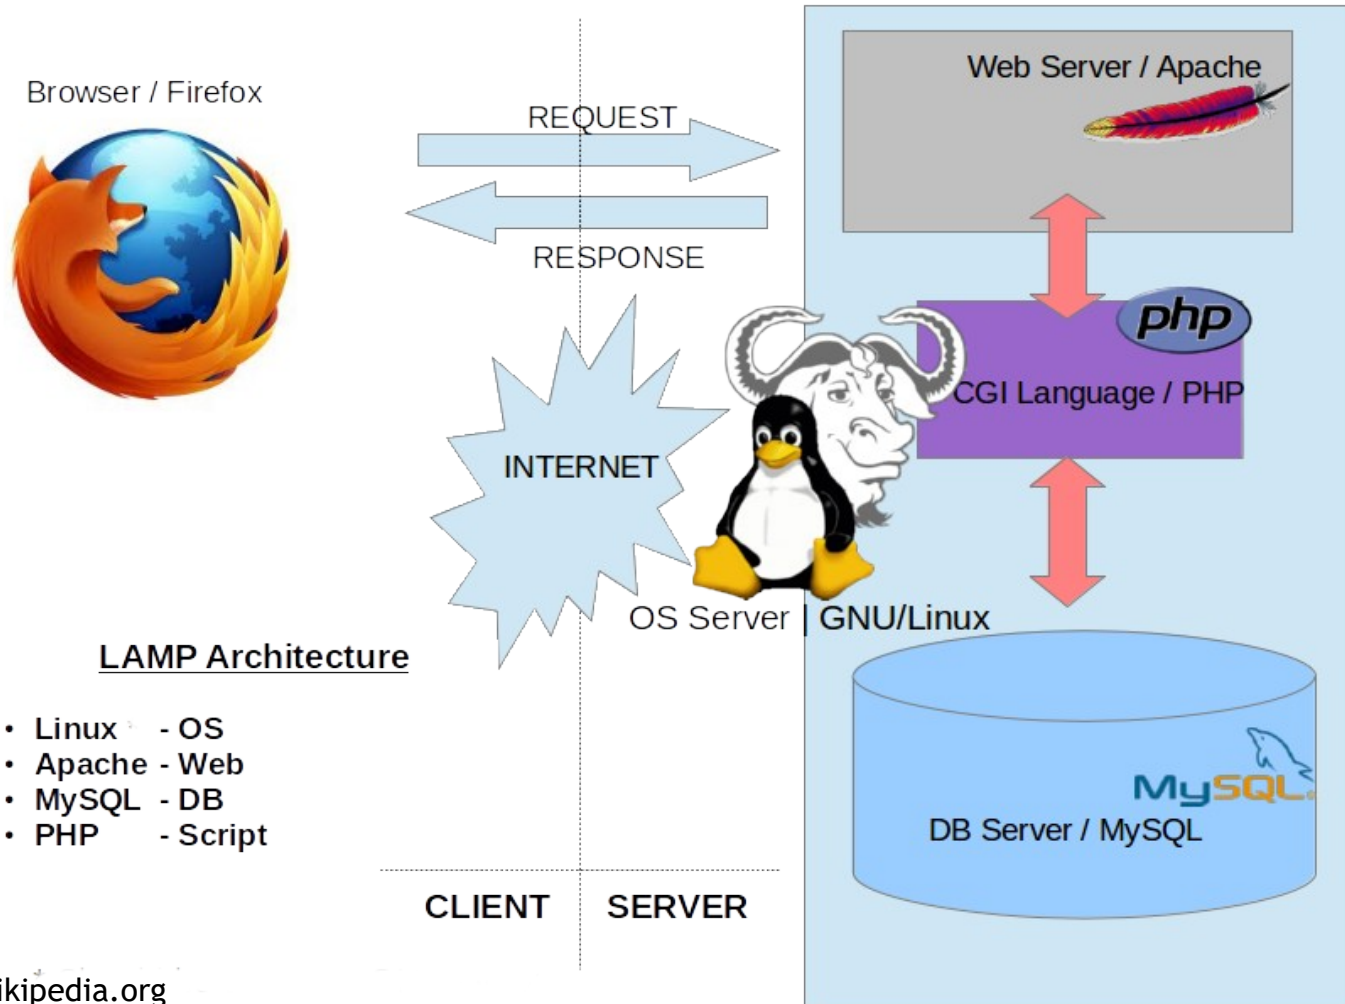 Browser / Firefox
REQUEST
RESPONSE
Web Server / Apache
php
CGI Language / PHP
INTERNET
OS Server | GNU/Linux
MySQL
DB Server / MySQL
LAMP Architecture
• Linux - OS
• Apache - Web
• MySQL - DB
• PHP - Script
CLIENT SERVER
ikipedia.org